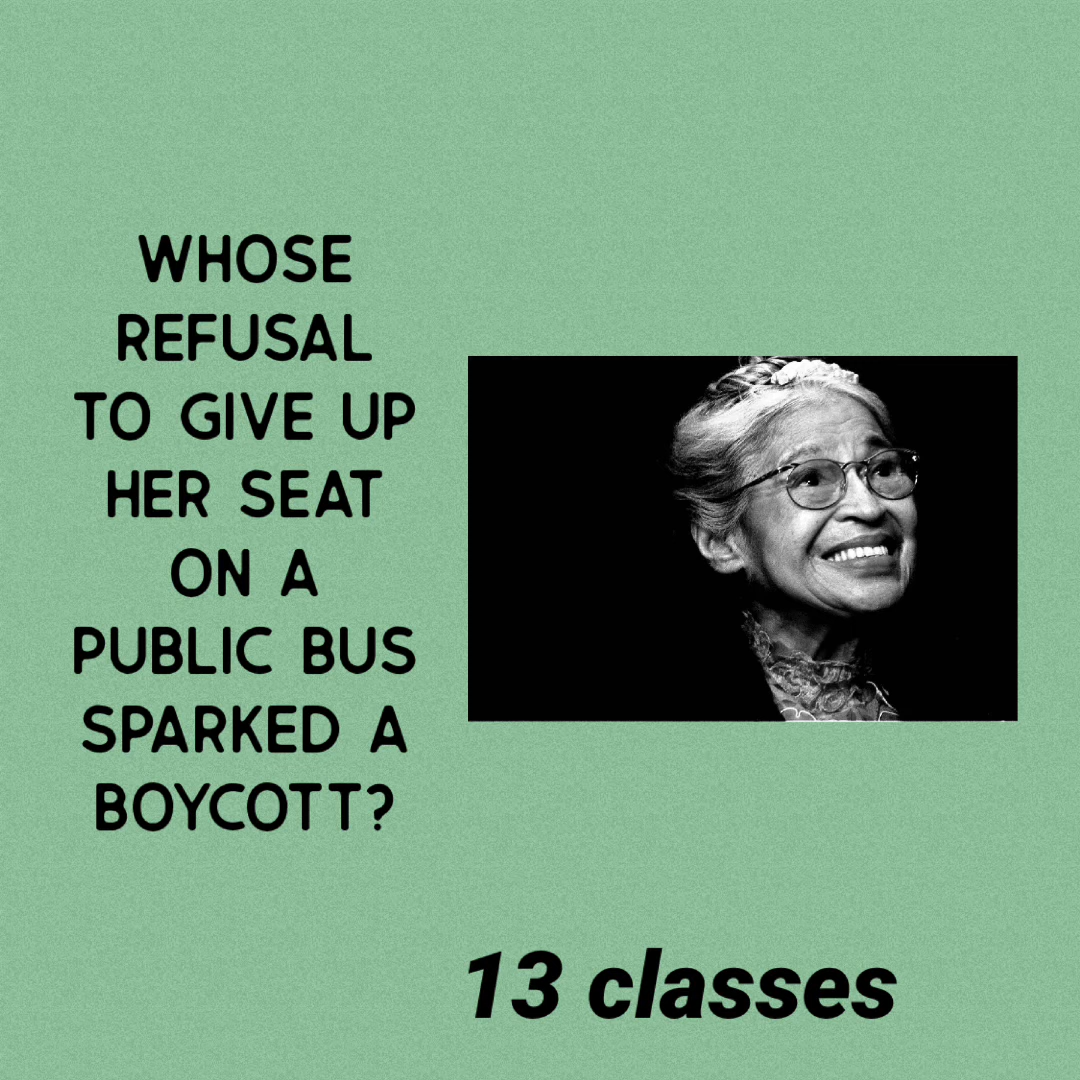 WHOSE
REFUSAL
TO GIVE UP
HER SEAT
ON A
PUBLIC BUS
SPARKED A
BOYCOTT?
13 classes